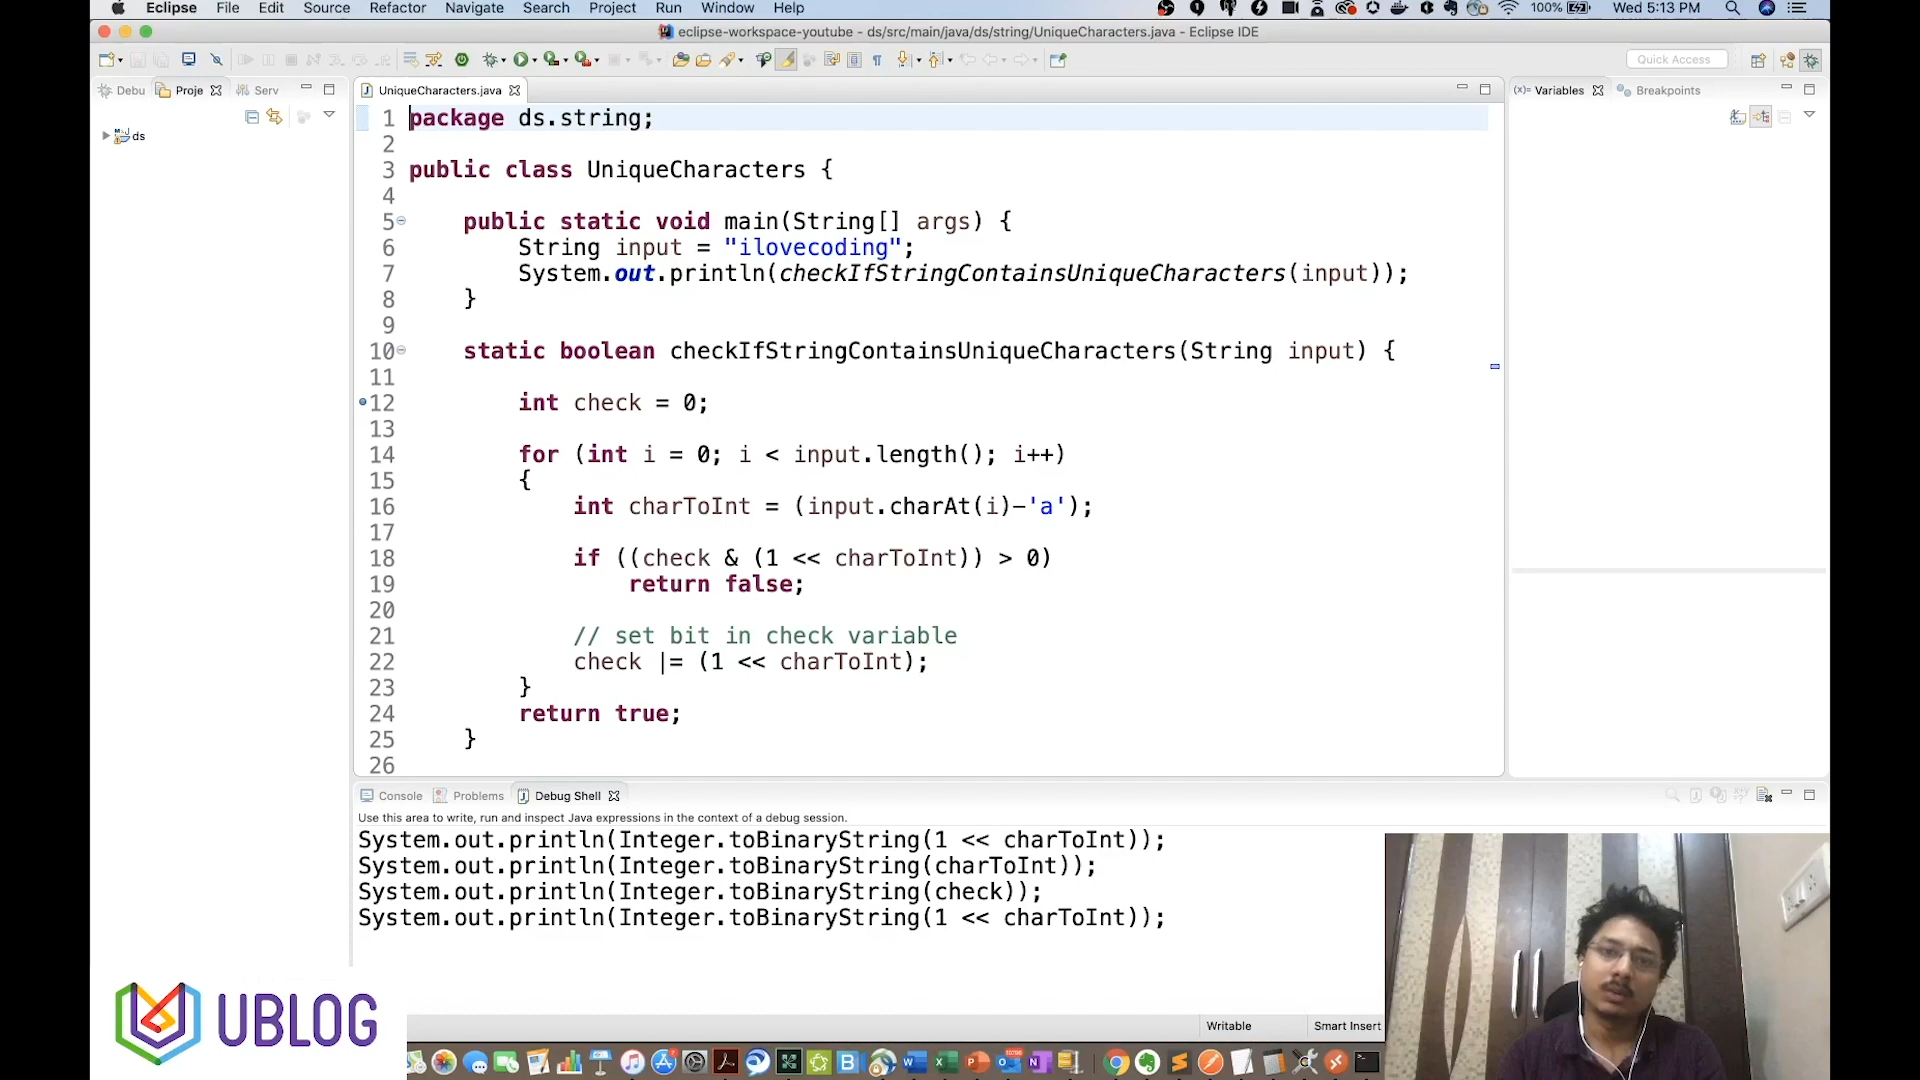 Eclipse File Edit Source Refactor Navigate Search Project Run Window Help 100% Wed 5:13 PM
eclipse-workspace-youtube - ds/src/main/java/ds/string/UniqueCharacters.java - Eclipse IDE
Quick Access
Debu Proje Serv
ds
UniqueCharacters.java
1 package ds.string;
2
3 public class UniqueCharacters {
4
5 public static void main(String[] args) {
6 String input = "ilovecoding";
7 System.out.println(checkIfStringContainsUniqueCharacters(input));
8 }
9
10 static boolean checkIfStringContainsUniqueCharacters(String input) {
11
12 int check = 0;
13
14 for (int i = 0; i < input.length(); i++)
15 {
16 int charToInt = (input.charAt(i)-'a');
17
18 if ((check & (1 << charToInt)) > 0)
19 return false;
20
21 // set bit in check variable
22 check |= (1 << charToInt);
23 }
24 return true;
25 }
26
(x)= Variables Breakpoints
Console Problems Debug Shell
Use this area to write, run and inspect Java expressions in the context of a debug session.
System.out.println(Integer.toBinaryString(1 << charToInt));
System.out.println(Integer.toBinaryString(charToInt));
System.out.println(Integer.toBinaryString(check));
System.out.println(Integer.toBinaryString(1 << charToInt));
Writable Smart Insert
UBLOG